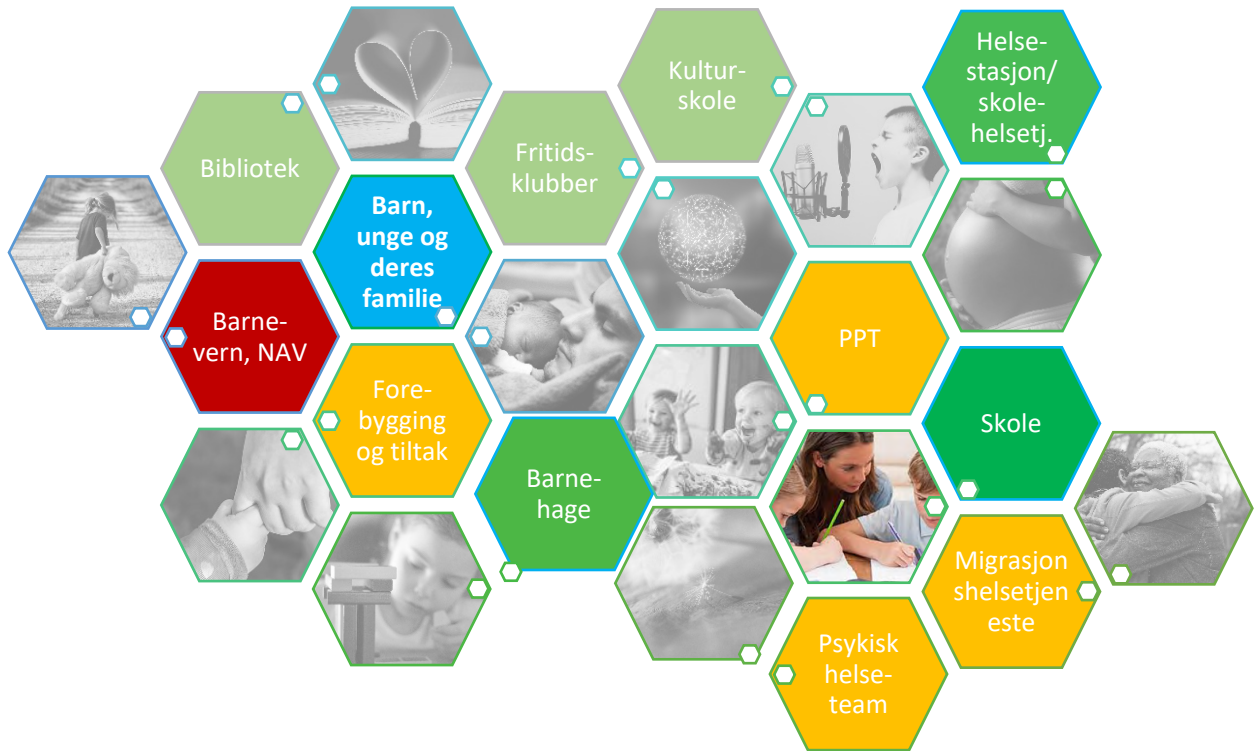 Helse-
stasjon/
skole-
helsetj.
Kultur-
skole
Bibliotek
Fritids-
klubber
Barn,
unge og
deres
familie
Barne-
vern, NAV
PPT
Fore-
bygging
og tiltak
Skole
Barne-
hage
Migrasjon
shelsetjen
este
Psykisk
helse-
team